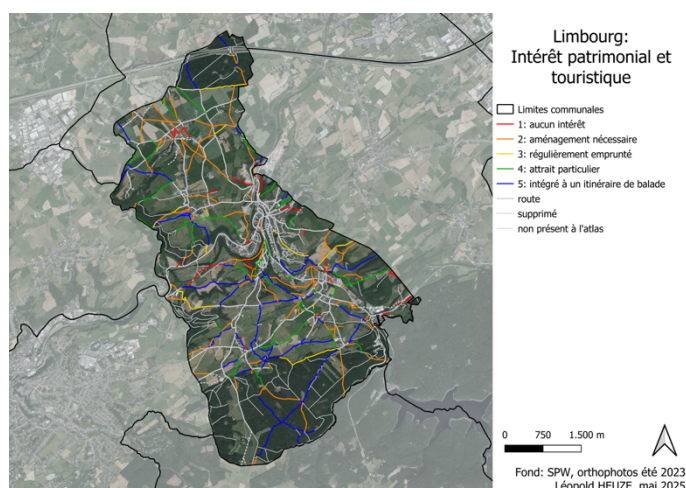 Limbourg:
Intérêt patrimonial et
touristique
Limites communales
1: aucun intérêt
2: aménagement nécessaire
3: régulièrement emprunté
4: attrait particulier
5: intégré à un itinéraire de balade
route
supprimé
non présent à l'atlas
0 750 1.500 m
Fond: SPW, orthophotos été 2023
Léopold HEUZE, mai 2025